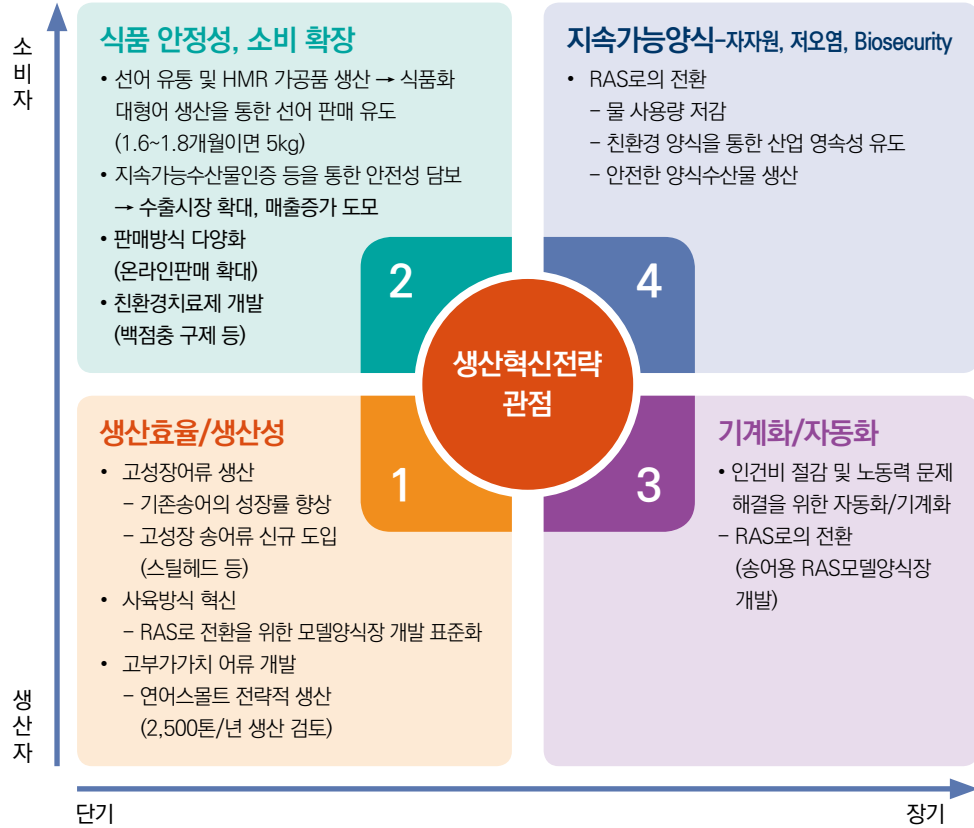 소비자
식품 안정성, 소비 확장
• 선어 유통 및 HMR 가공품 생산 → 식품화
대형어 생산을 통한 선어 판매 유도
(1.6~1.8개월이면 5kg)
• 지속가능수산물인증 등을 통한 안전성 담보
→ 수출시장 확대, 매출증가 도모
• 판매방식 다양화
(온라인판매 확대)
• 친환경치료제 개발
(백점충 구제 등)
2
지속가능양식-자자원, 저오염, Biosecurity
• RAS로의 전환
– 물 사용량 저감
– 친환경 양식을 통한 산업 영속성 유도
– 안전한 양식수산물 생산
4
생산혁신전략
관점
생산효율/생산성
• 고성장어류 생산
– 기존송어의 성장률 향상
– 고성장 송어류 신규 도입
(스틸헤드 등)
• 사육방식 혁신
– RAS로 전환을 위한 모델양식장 개발 표준화
• 고부가가치 어류 개발
– 연어스몰트 전략적 생산
(2,500톤/년 생산 검토)
1
기계화/자동화
• 인건비 절감 및 노동력 문제
해결을 위한 자동화/기계화
– RAS로의 전환
(송어용 RAS모델양식장
개발)
3
생산자
단기
장기